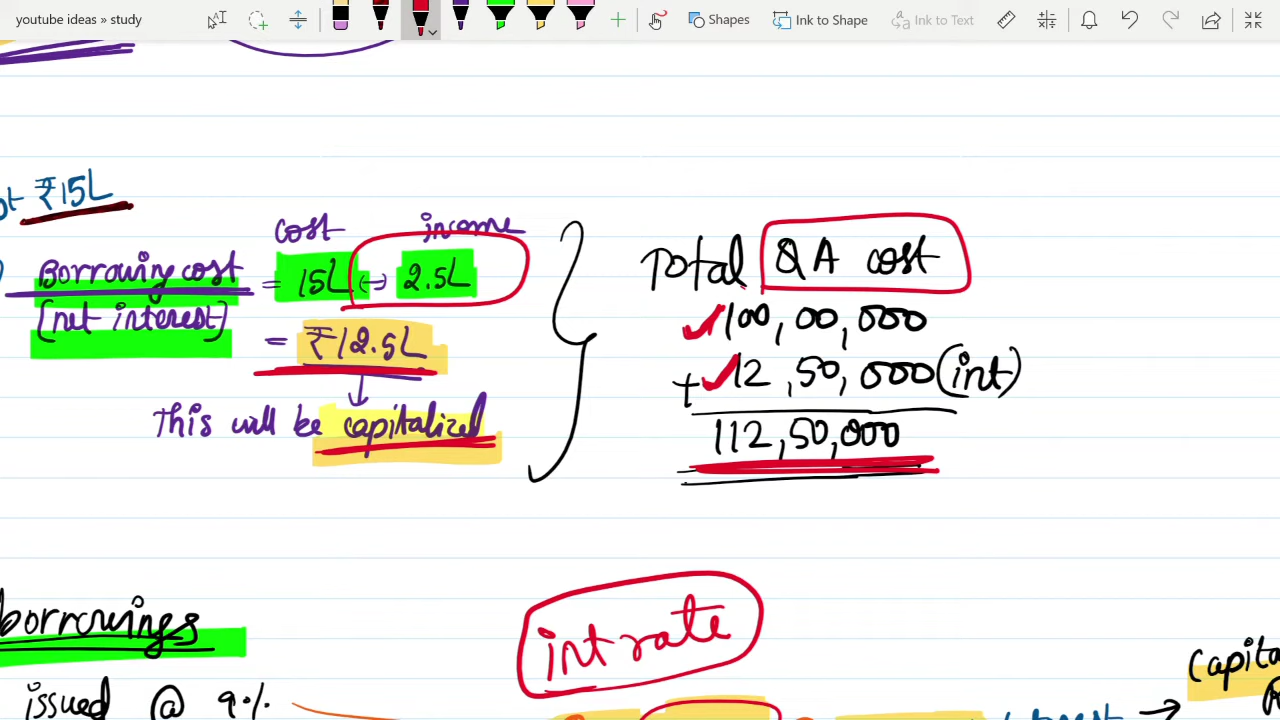 youtube ideas » study
Shapes
Ink to Shape
Ink to Text
₹15L
cost income
Borrowing cost = 15L (-) 2.5L
[net interest]
= ₹12.5L
This will be capitalized
Total QA cost
100,00,000
+ 12,50,000 (int)
112,50,000
borrowings
int rate
issued @ 9%